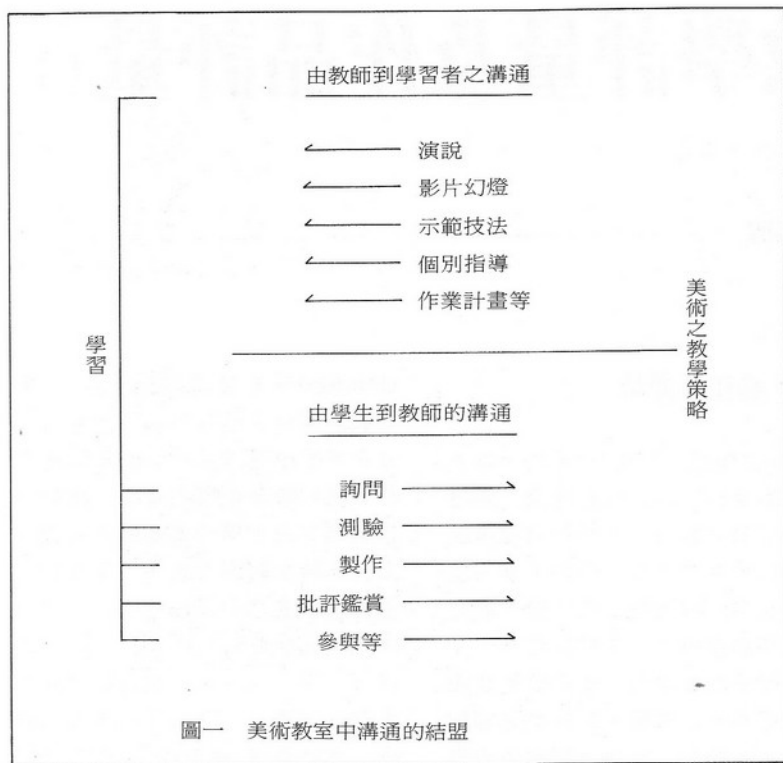 由教師到學習者之溝通
演說
影片幻燈
示範技法
個別指導
作業計畫等
學習
美術之教學策略
由學生到教師的溝通
詢問
測驗
製作
批評鑑賞
參與等
圖一 美術教室中溝通的結盟